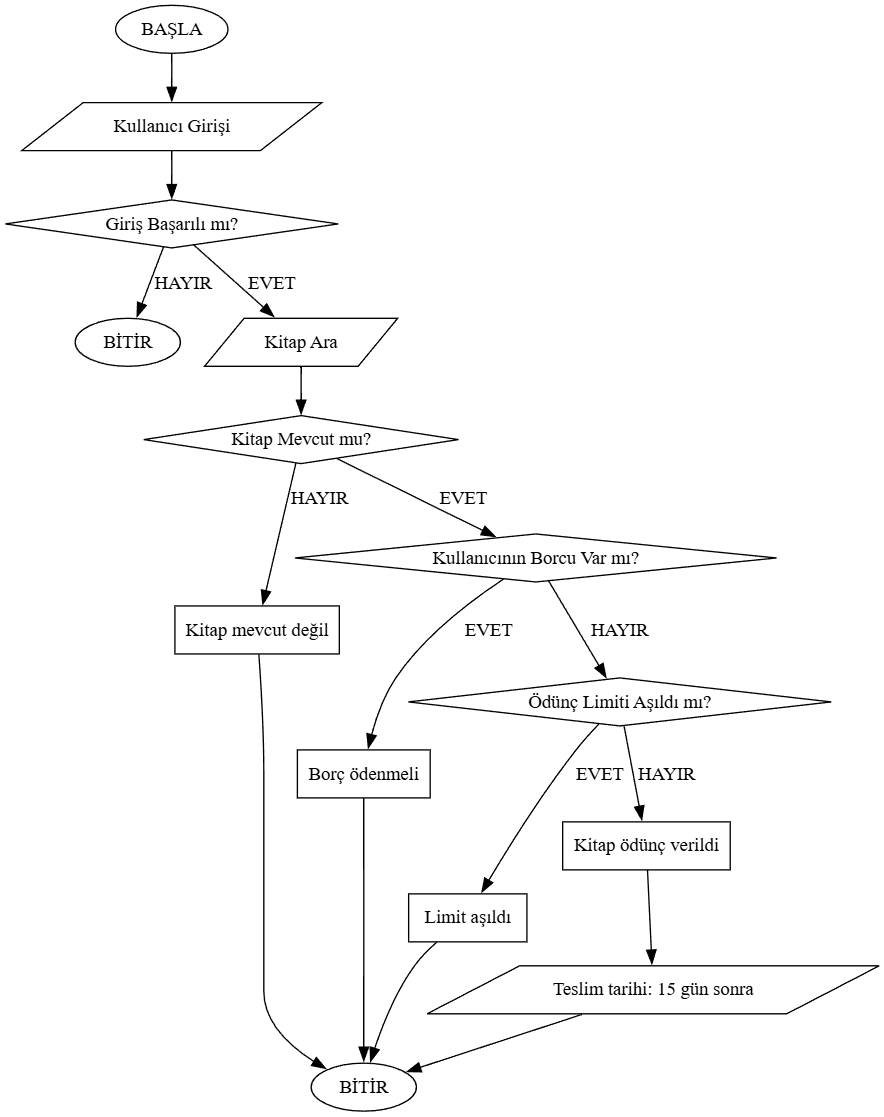 BAŞLA
Kullanıcı Girişi
Giriş Başarılı mı?
HAYIR
EVET
BİTİR
Kitap Ara
Kitap Mevcut mu?
HAYIR
EVET
Kullanıcının Borcu Var mı?
Kitap mevcut değil
EVET
HAYIR
Ödünç Limiti Aşıldı mı?
Borç ödenmeli
EVET
HAYIR
Kitap ödünç verildi
Limit aşıldı
Teslim tarihi: 15 gün sonra
BİTİR